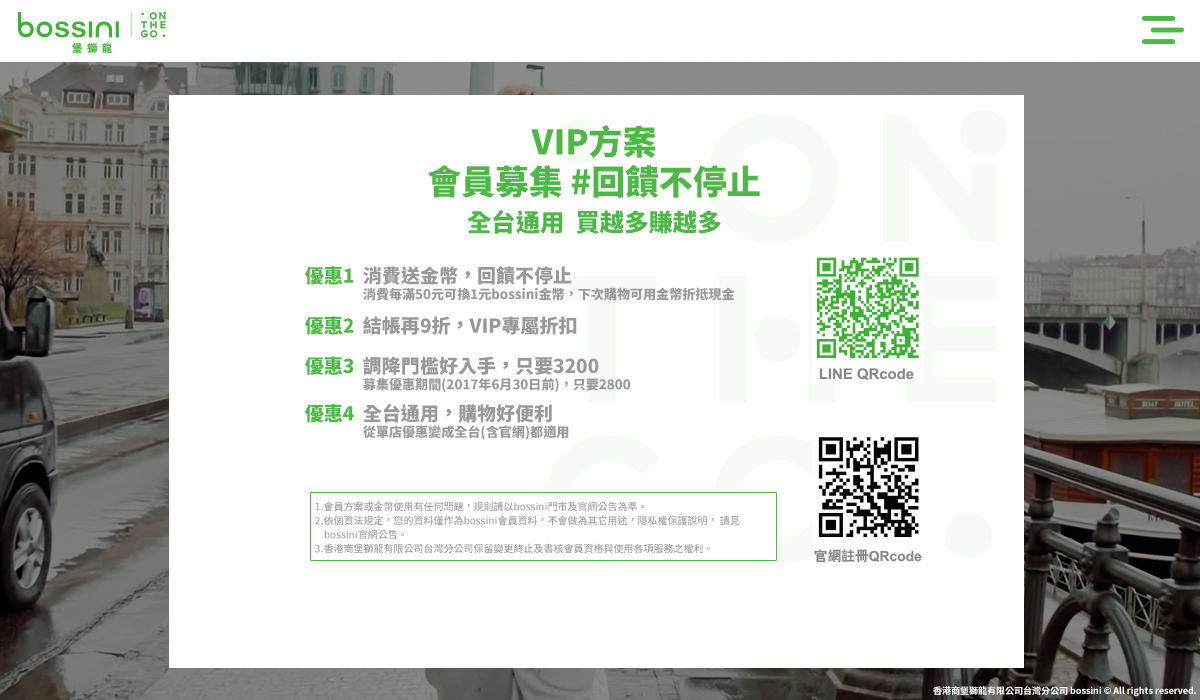 bossini
堡獅龍
ON
THE
GO.
VIP方案
會員募集 #回饋不停止
全台通用 買越多賺越多
優惠1 消費送金幣，回饋不停止
消費每滿50元可換1元bossini金幣，下次購物可用金幣折抵現金
優惠2 結帳再9折，VIP專屬折扣
優惠3 調降門檻好入手，只要3200
募集優惠期間(2017年6月30日前)，只要2800
優惠4 全台通用，購物好便利
從單店優惠變成全台(含官網)都適用
LINE QRcode
官網註冊QRcode
1.會員方案或金幣使用有任何問題，規則請以bossini門市及官網公告為準。
2.依個資法規定，您的資料僅作為bossini會員資料，不會做為其它用途，隱私權保護說明， 請見
bossini官網公告。
3.香港商堡獅龍有限公司台灣分公司保留變更終止及書核會員資格與使用各項服務之權利。
香港商堡獅龍有限公司台灣分公司 bossini © All rights reserved.